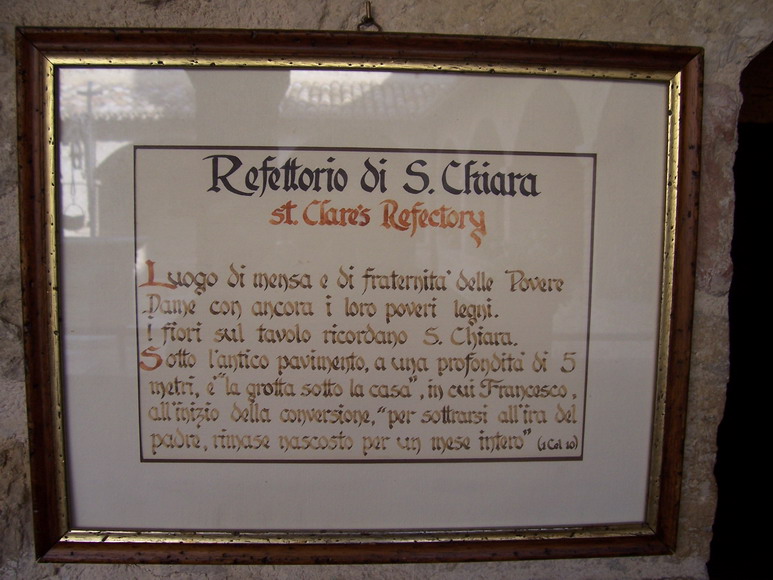 Refettorio di S. Chiara
St. Clare's Refectory
Luogo di mensa e di fraternita' delle Povere
Dame con ancora i loro poveri legni.
I fiori sul tavolo ricordano S. Chiara.
Sotto l'antico pavimento, a una profondita' di 5
metri, e' "la grotta sotto la casa", in cui Francesco,
all'inizio della conversione, "per sottrarsi all'ira del
padre, rimase nascosto per un mese intero" (1 Cel 10)